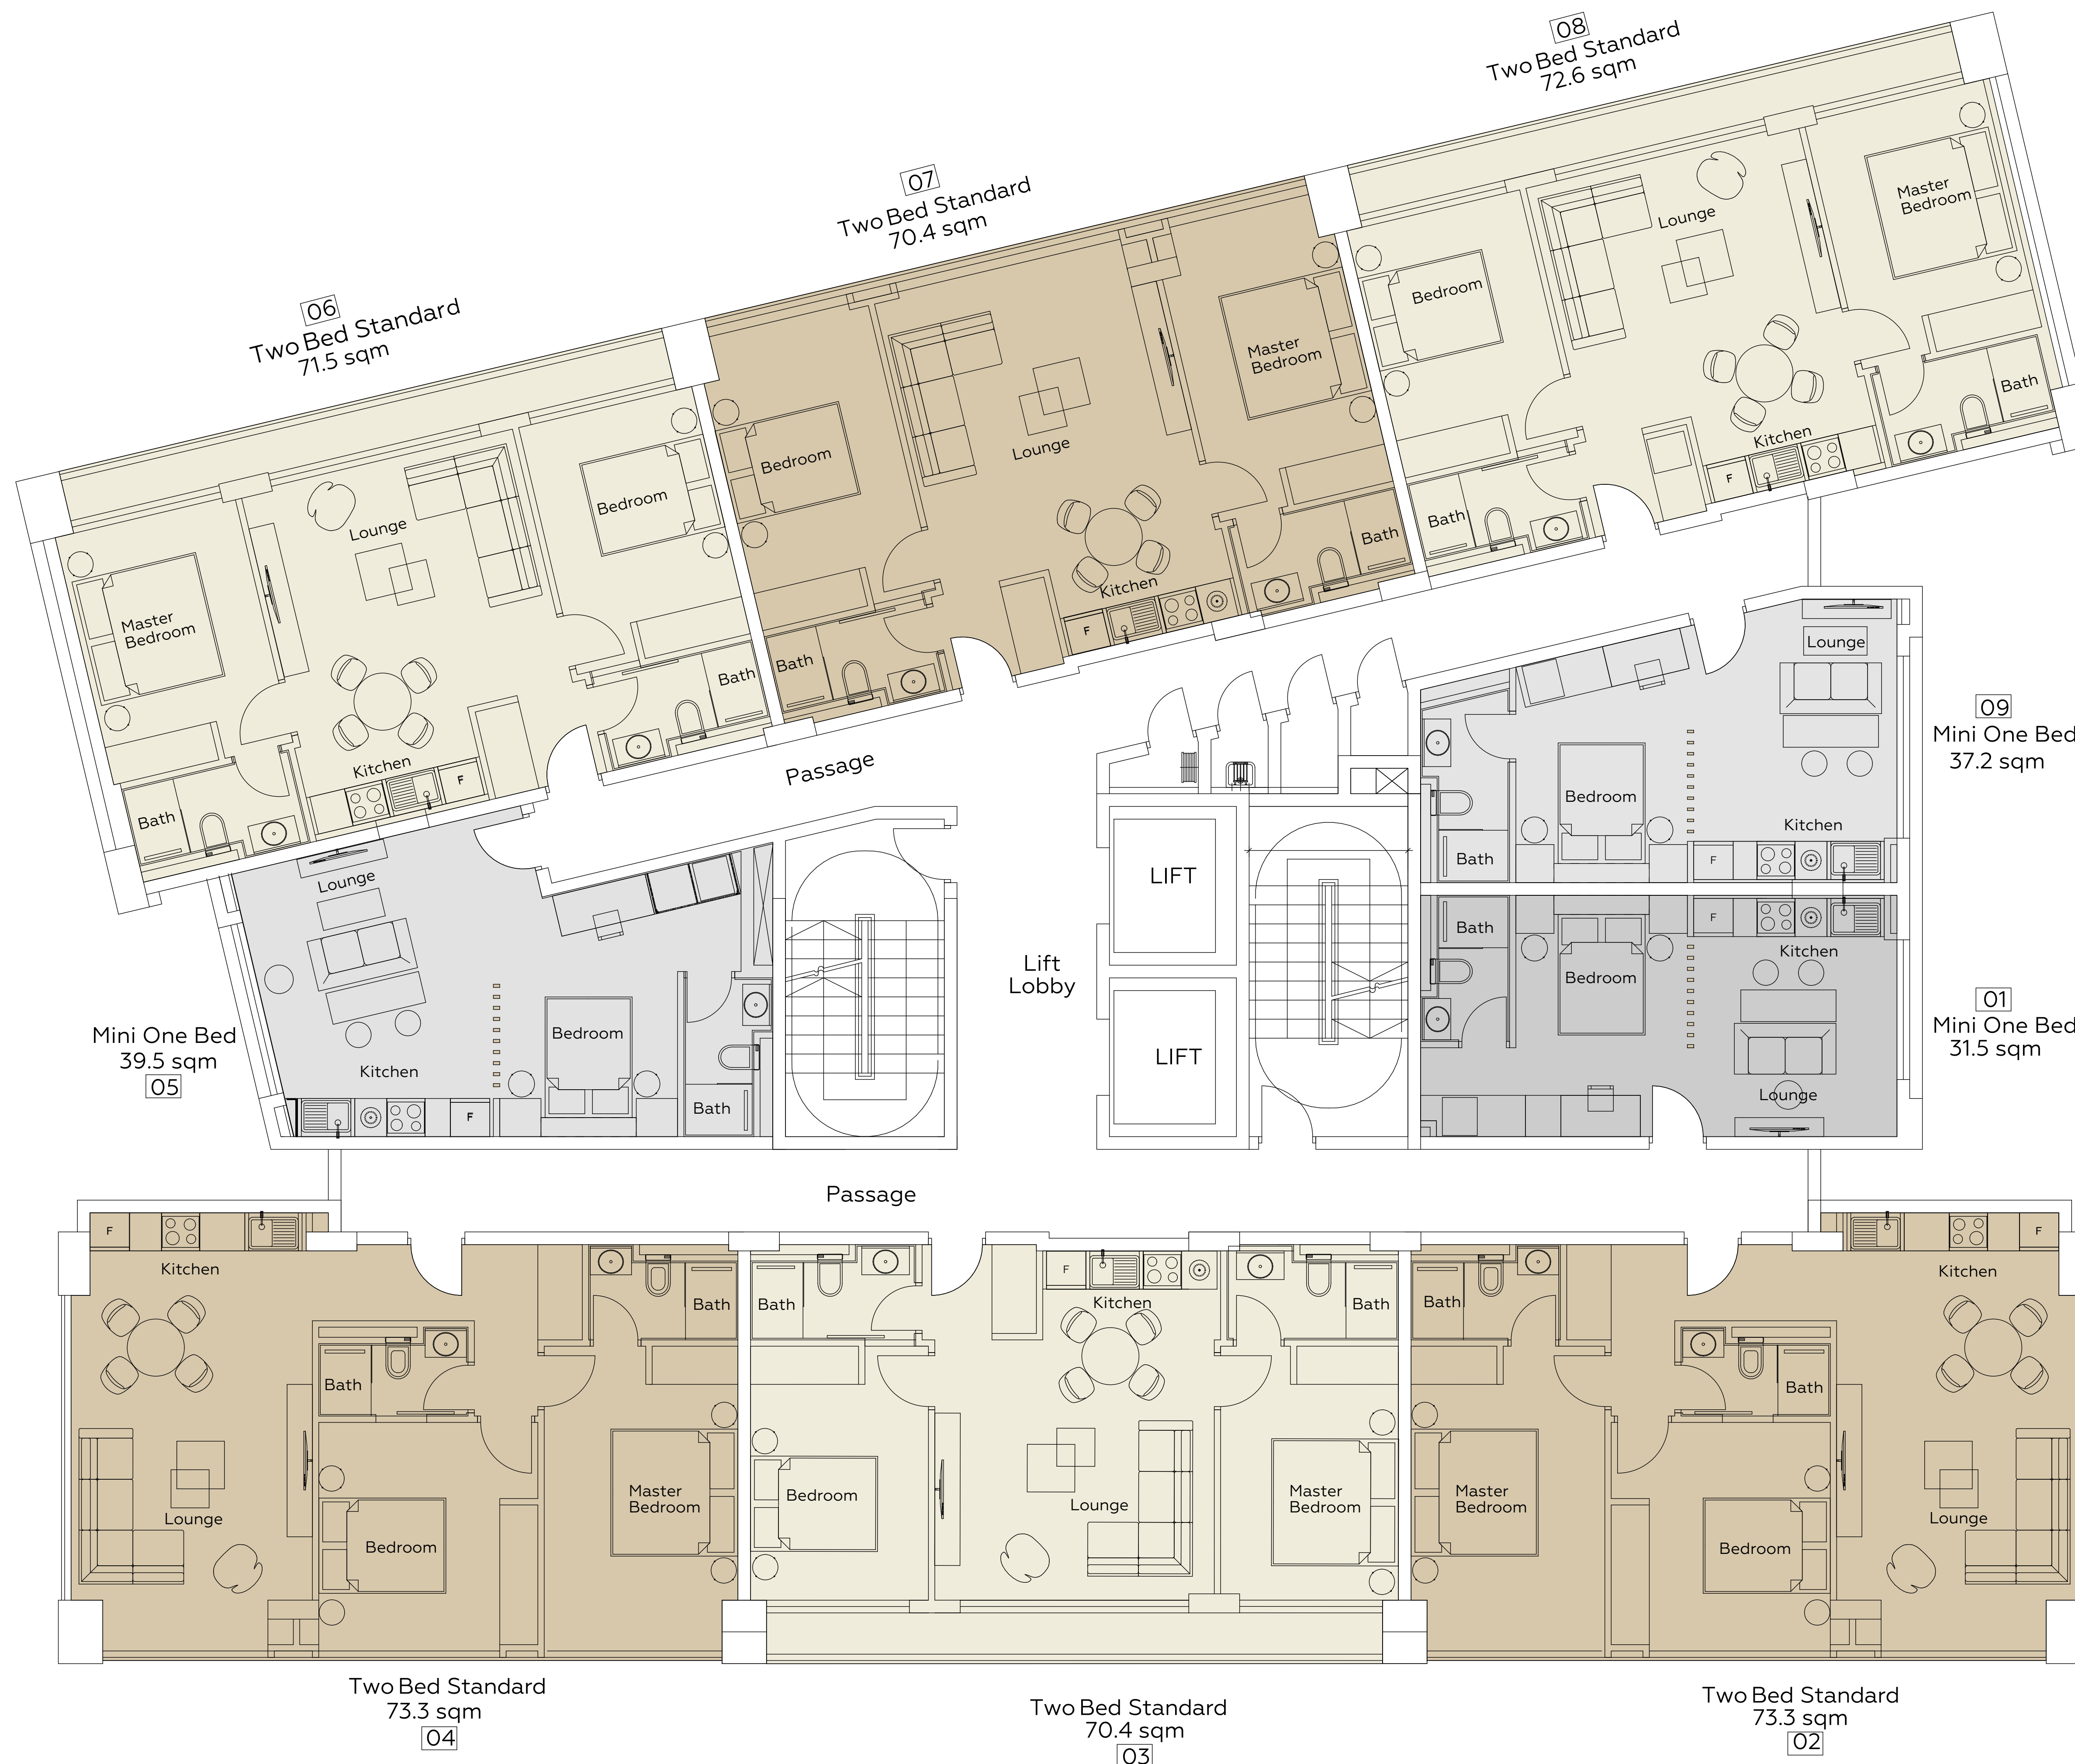 08
Two Bed Standard
72.6 sqm
07
Two Bed Standard
70.4 sqm
06
Two Bed Standard
71.5 sqm
Master
Bedroom
Lounge
Bedroom
Kitchen
Bath
Bath
F
Bedroom
Lounge
Master
Bedroom
Kitchen
Bath
Bath
F
Bedroom
Lounge
Master
Bedroom
Kitchen
Bath
Bath
F
Passage
Lounge
Kitchen
Bedroom
Bath
F
Mini One Bed
39.5 sqm
05
Lift
Lobby
LIFT
LIFT
Lounge
Bedroom
Kitchen
Bath
F
09
Mini One Bed
37.2 sqm
Bath
F
Kitchen
Bedroom
Lounge
01
Mini One Bed
31.5 sqm
Passage
F
Kitchen
Bath
Bath
Lounge
Bedroom
Master
Bedroom
Bath
F
Kitchen
Bath
Bedroom
Lounge
Master
Bedroom
Bath
F
Kitchen
Bath
Master
Bedroom
Bedroom
Lounge
Two Bed Standard
73.3 sqm
04
Two Bed Standard
70.4 sqm
03
Two Bed Standard
73.3 sqm
02